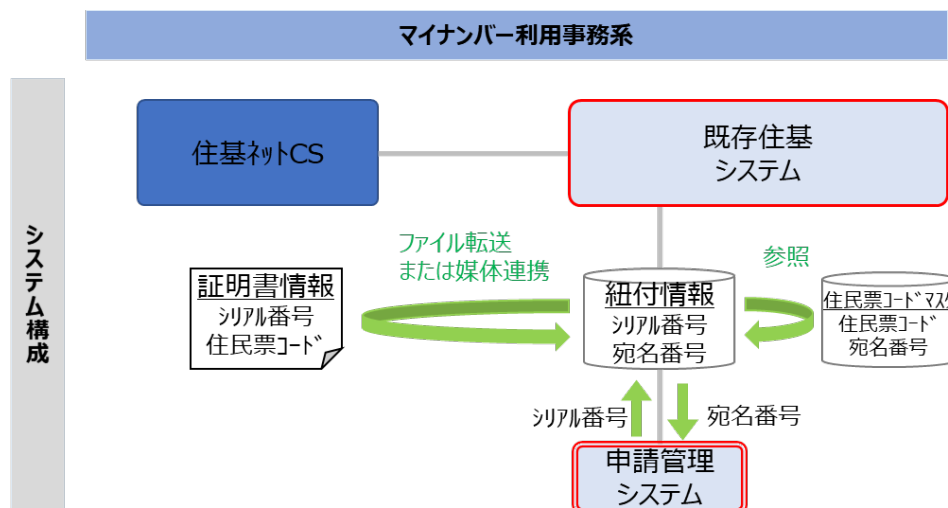 マイナンバー利用事務系
システム構成
住基ﾈｯﾄCS
既存住基
システム
ファイル転送
または媒体連携
参照
証明書情報
ｼﾘｱﾙ番号
住民票ｺｰﾄﾞ
紐付情報
ｼﾘｱﾙ番号
宛名番号
住民票ｺｰﾄﾞﾏｽﾀ
住民票ｺｰﾄﾞ
宛名番号
ｼﾘｱﾙ番号
宛名番号
申請管理
システム